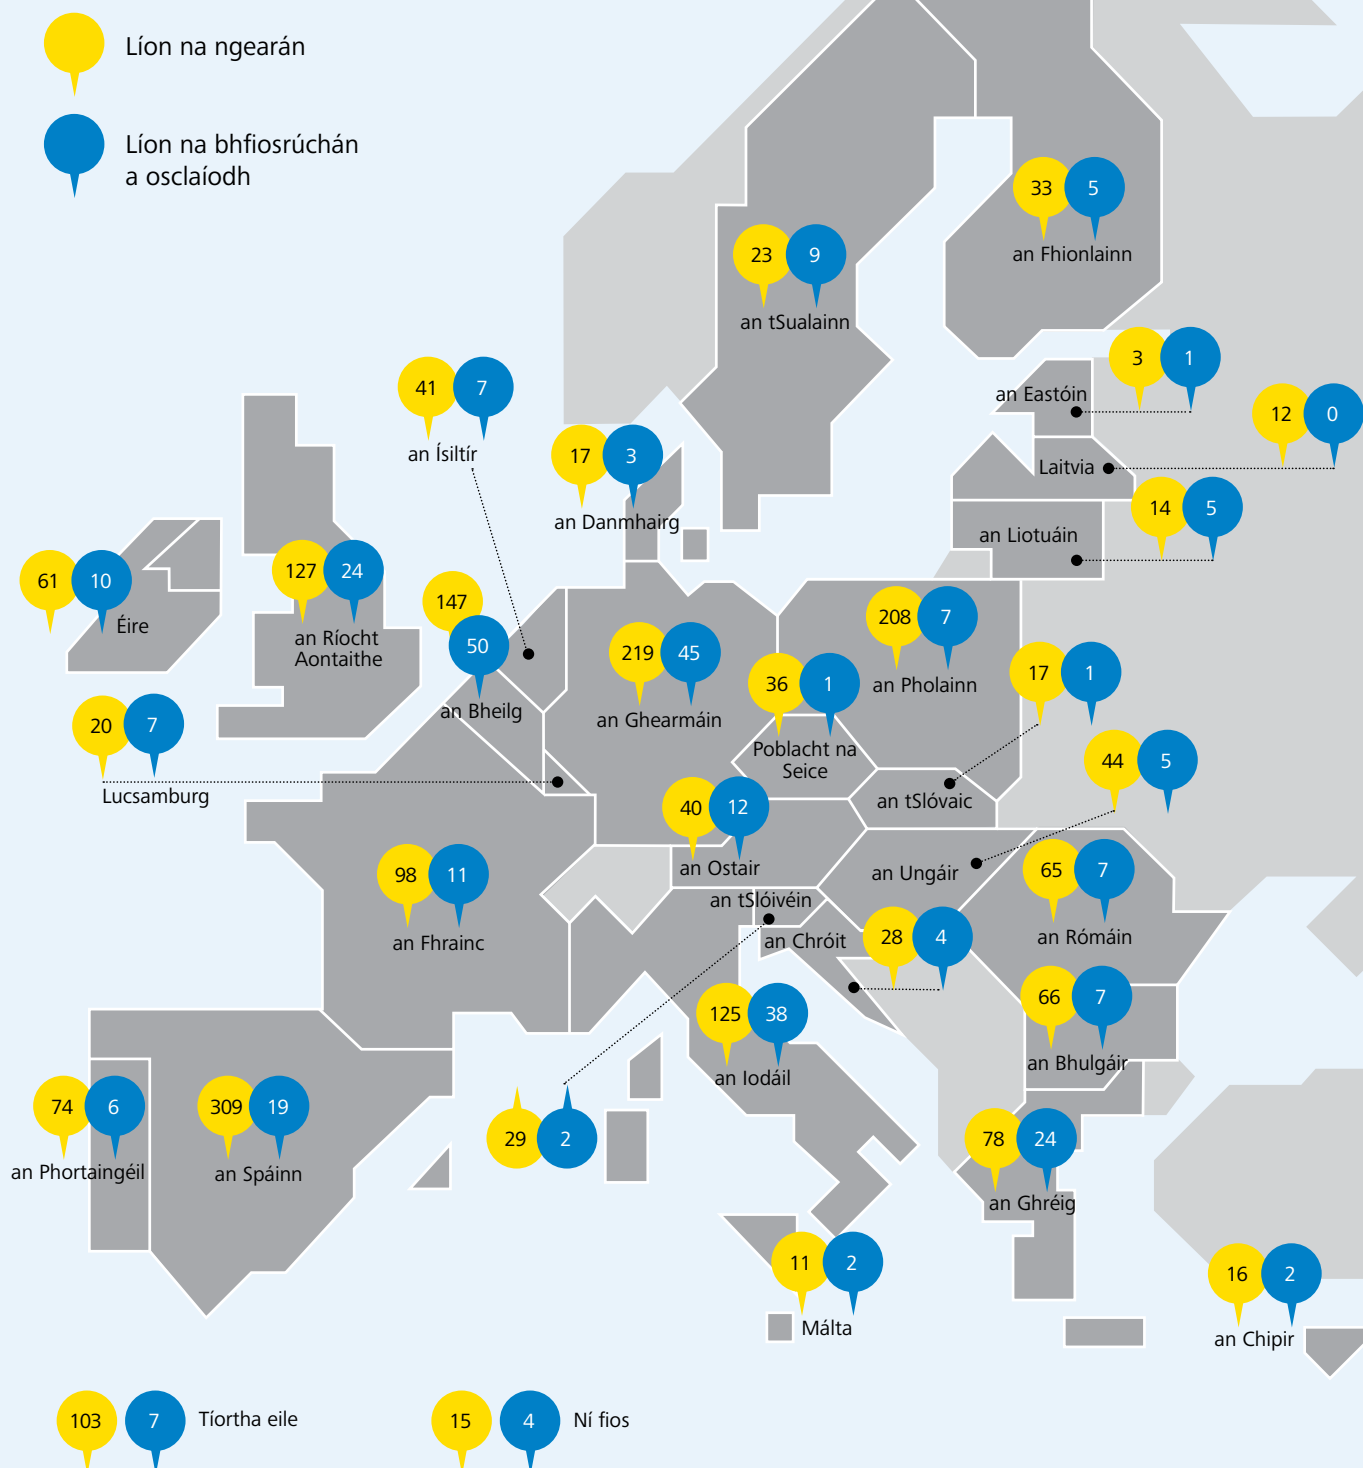 Líon na ngearán
Líon na bhfiosrúchán
a osclaíodh
33 5
an Fhionlainn
23 9
an tSualainn
3 1
an Eastóin
41 7
an Ísiltír
12 0
Laitvia
17 3
an Danmhairg
14 5
an Liotuáin
61 10
Éire
127 24
an Ríocht
Aontaithe
147
50
an Bheilg
219 45
an Ghearmáin
208 7
an Pholainn
36 1
Poblacht na
Seice
17 1
an tSlóvaic
20 7
Lucsamburg
44 5
an Ungáir
40 12
an Ostair
98 11
an Fhrainc
65 7
an Rómáin
an tSlóivéin
an Chróit
28 4
125 38
an Iodáil
66 7
an Bhulgáir
74 6
an Phortaingéil
309 19
an Spáinn
29 2
78 24
an Ghréig
11 2
Málta
16 2
an Chipir
103 7 Tíortha eile
15 4 Ní fios